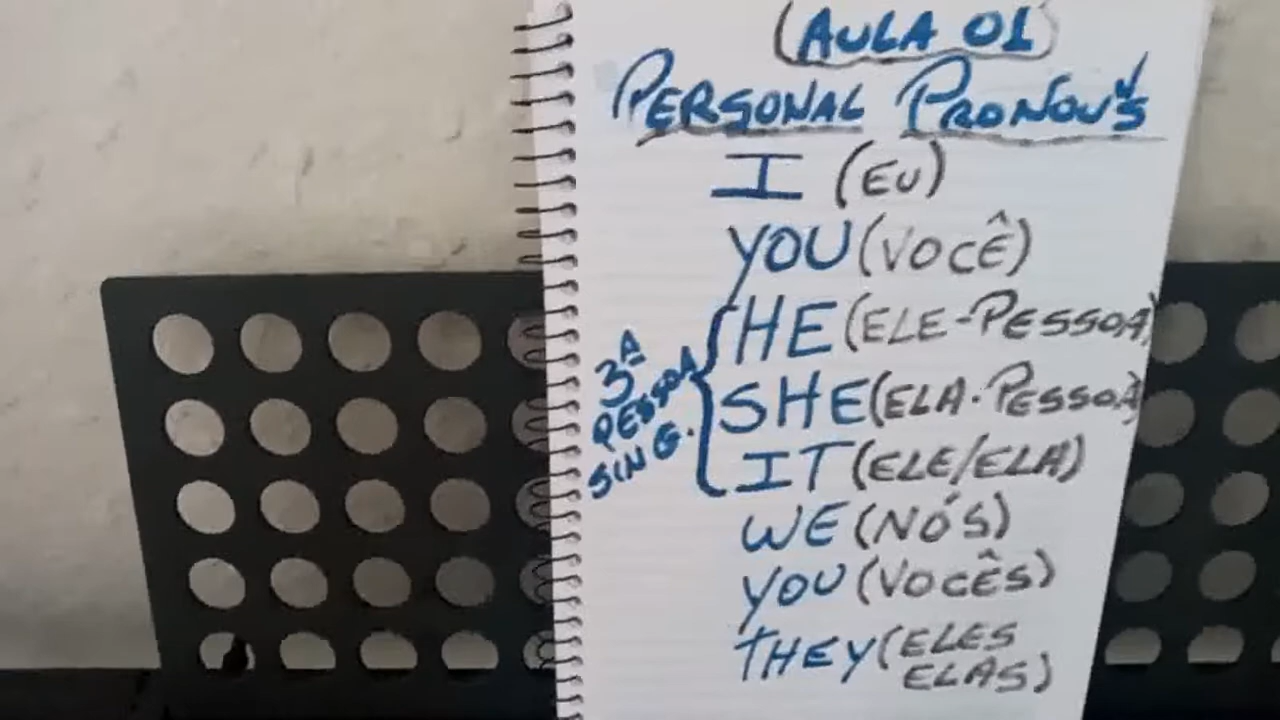 (AULA 01)
PERSONAL PRONOUNS
I (EU)
YOU (VOCÊ)
HE (ELE-PESSOA)
SHE (ELA-PESSOA)
IT (ELE/ELA)
3ª PESSOA SING.
WE (NÓS)
YOU (VOCÊS)
THEY (ELES
ELAS)